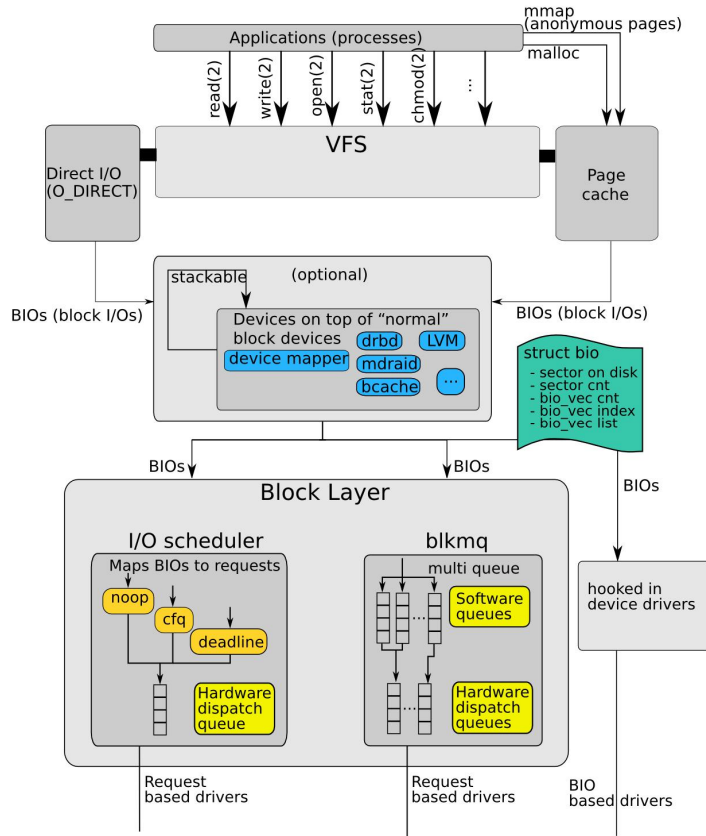 mmap
(anonymous pages)
Applications (processes)
malloc
read(2)
write(2)
open(2)
stat(2)
chmod(2)
...
VFS
Direct I/O
(O_DIRECT)
Page
cache
BIOs (block I/Os)
BIOs (block I/Os)
stackable
(optional)
Devices on top of “normal”
block devices
drbd
LVM
device mapper
mdraid
bcache
...
struct bio
- sector on disk
- sector cnt
- bio_vec cnt
- bio_vec index
- bio_vec list
BIOs
BIOs
BIOs
Block Layer
I/O scheduler
Maps BIOs to requests
noop
cfq
deadline
Hardware
dispatch
queue
blkmq
multi queue
Software
queues
...
Hardware
dispatch
queues
...
hooked in
device drivers
Request
based drivers
Request
based drivers
BIO
based drivers